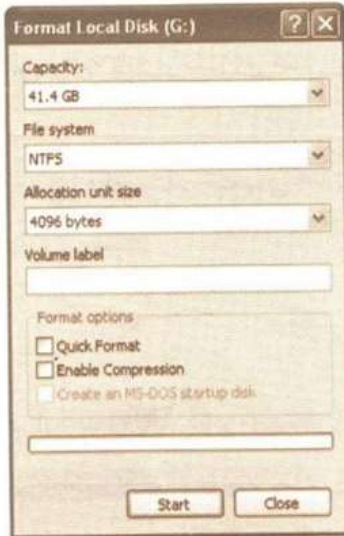 Format Local Disk (G:)
Capacity:
41.4 GB
File system
NTFS
Allocation unit size
4096 bytes
Volume label
Format options
Quick Format
Enable Compression
Create an MS-DOS startup disk
Start
Close